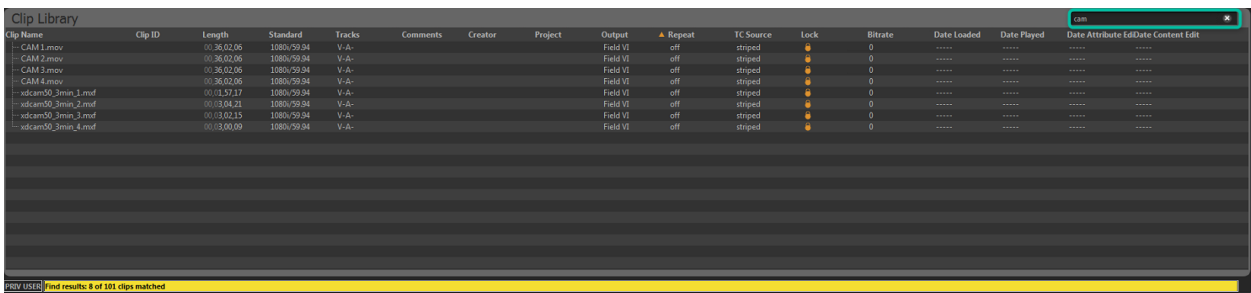 Clip Library
cam
Clip Name Clip ID Length Standard Tracks Comments Creator Project Output Repeat TC Source Lock Bitrate Date Loaded Date Played Date Attribute EdiDate Content Edit
CAM 1.mov 00,36,02,06 1080i/59.94 V-A- Field VI off striped 0 ----- ----- ----- -----
CAM 2.mov 00,36,02,06 1080i/59.94 V-A- Field VI off striped 0 ----- ----- ----- -----
CAM 3.mov 00,36,02,06 1080i/59.94 V-A- Field VI off striped 0 ----- ----- ----- -----
CAM 4.mov 00,36,02,06 1080i/59.94 V-A- Field VI off striped 0 ----- ----- ----- -----
xdcam50_3min_1.mxf 00,01,57,17 1080i/59.94 V-A- Field VI off striped 0 ----- ----- ----- -----
xdcam50_3min_2.mxf 00,03,04,21 1080i/59.94 V-A- Field VI off striped 0 ----- ----- ----- -----
xdcam50_3min_3.mxf 00,03,02,15 1080i/59.94 V-A- Field VI off striped 0 ----- ----- ----- -----
xdcam50_3min_4.mxf 00,03,00,09 1080i/59.94 V-A- Field VI off striped 0 ----- ----- ----- -----
PRIV USER Find results: 8 of 101 clips matched